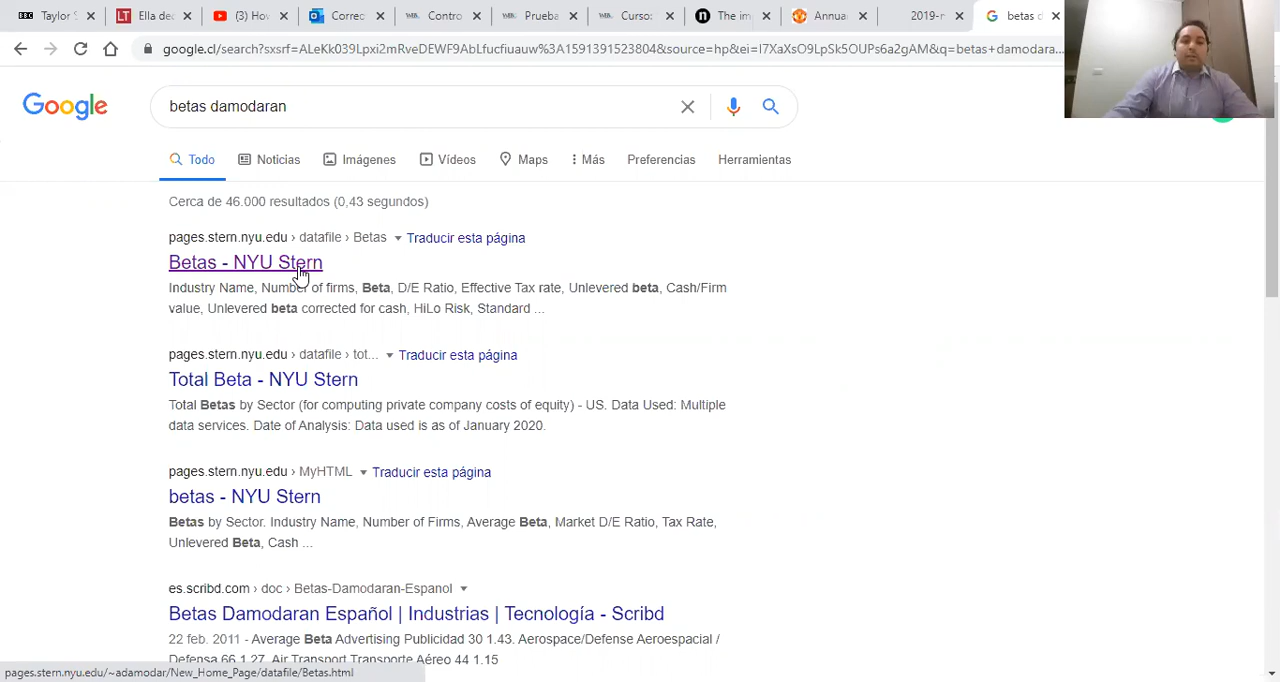 BBC Taylor S
LT Ella dec
(3) How
Correo
Contro
Prueba
Curso:
The im
Annua
2019-n
betas d
google.cl/search?sxsrf=ALeKk039Lpxi2mRveDEWF9AbLfucfiuauw%3A1591391523804&source=hp&ei=I7XaXsO9LpSk5OUPs6a2gAM&q=betas+damodara...
Google
betas damodaran
Todo
Noticias
Imágenes
Vídeos
Maps
Más
Preferencias
Herramientas
Cerca de 46.000 resultados (0,43 segundos)
pages.stern.nyu.edu › datafile › Betas Traducir esta página
Betas - NYU Stern
Industry Name, Number of firms, Beta, D/E Ratio, Effective Tax rate, Unlevered beta, Cash/Firm
value, Unlevered beta corrected for cash, HiLo Risk, Standard ...
pages.stern.nyu.edu › datafile › tot... Traducir esta página
Total Beta - NYU Stern
Total Betas by Sector (for computing private company costs of equity) - US. Data Used: Multiple
data services. Date of Analysis: Data used is as of January 2020.
pages.stern.nyu.edu › MyHTML Traducir esta página
betas - NYU Stern
Betas by Sector. Industry Name, Number of Firms, Average Beta, Market D/E Ratio, Tax Rate,
Unlevered Beta, Cash ...
es.scribd.com › doc › Betas-Damodaran-Espanol
Betas Damodaran Español | Industrias | Tecnología - Scribd
22 feb. 2011 - Average Beta Advertising Publicidad 30 1.43. Aerospace/Defense Aeroespacial /
Defensa 66 1.27. Air Transport Transporte Aéreo 44 1.15
pages.stern.nyu.edu/~adamodar/New_Home_Page/datafile/Betas.html